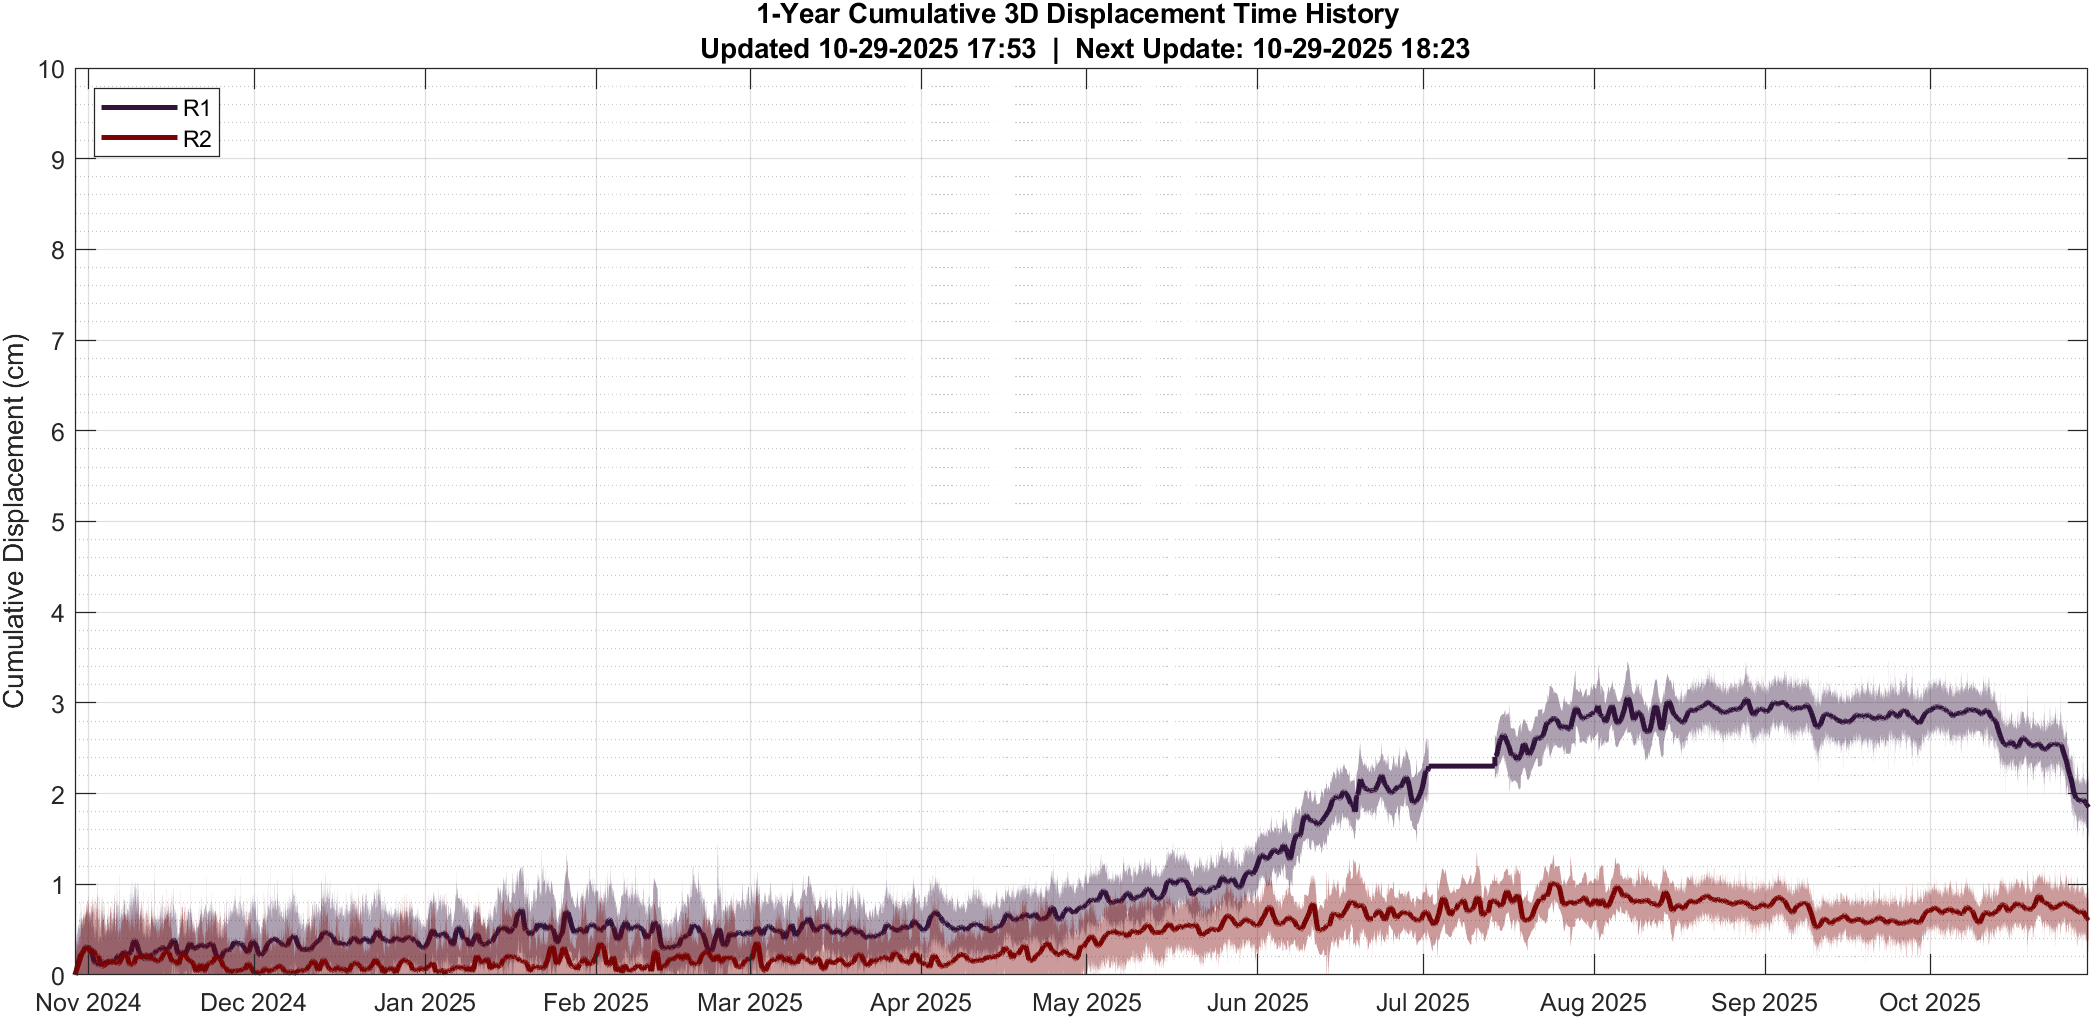 1-Year Cumulative 3D Displacement Time History
Updated 10-29-2025 17:53 | Next Update: 10-29-2025 18:23
R1
R2
Cumulative Displacement (cm)
10
9
8
7
6
5
4
3
2
1
0
Nov 2024 Dec 2024 Jan 2025 Feb 2025 Mar 2025 Apr 2025 May 2025 Jun 2025 Jul 2025 Aug 2025 Sep 2025 Oct 2025